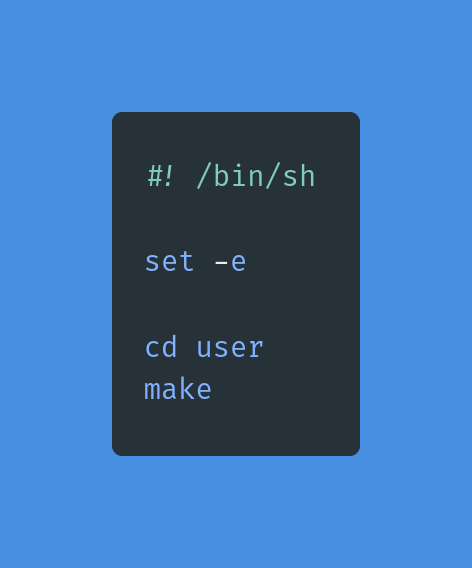 #! /bin/sh

set -e

cd user
make